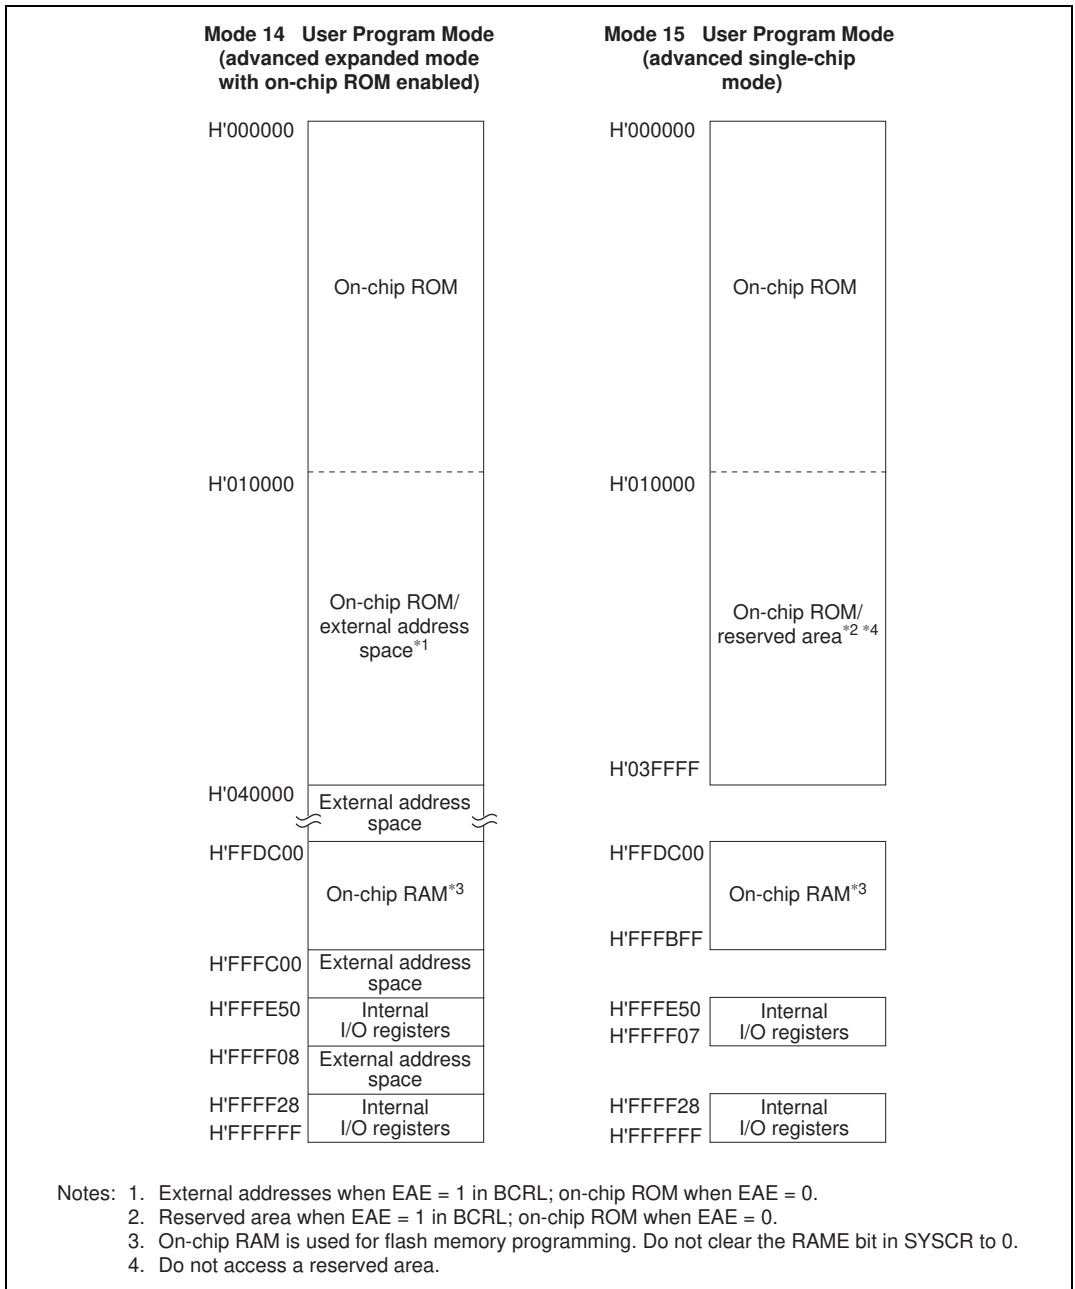 Mode 14 User Program Mode
(advanced expanded mode
with on-chip ROM enabled)
H'000000
On-chip ROM
H'010000
On-chip ROM/
external address
space*1
H'040000
External address
space
H'FFDC00
On-chip RAM*3
H'FFFC00
External address
space
H'FFFE50
Internal
I/O registers
H'FFFF08
External address
space
H'FFFF28
Internal
I/O registers
H'FFFFFF
Mode 15 User Program Mode
(advanced single-chip
mode)
H'000000
On-chip ROM
H'010000
On-chip ROM/
reserved area*2 *4
H'03FFFF
H'FFDC00
On-chip RAM*3
H'FFFBFF
H'FFFE50
Internal
I/O registers
H'FFFF07
H'FFFF28
Internal
I/O registers
H'FFFFFF
Notes: 1. External addresses when EAE = 1 in BCRL; on-chip ROM when EAE = 0.
2. Reserved area when EAE = 1 in BCRL; on-chip ROM when EAE = 0.
3. On-chip RAM is used for flash memory programming. Do not clear the RAME bit in SYSCR to 0.
4. Do not access a reserved area.